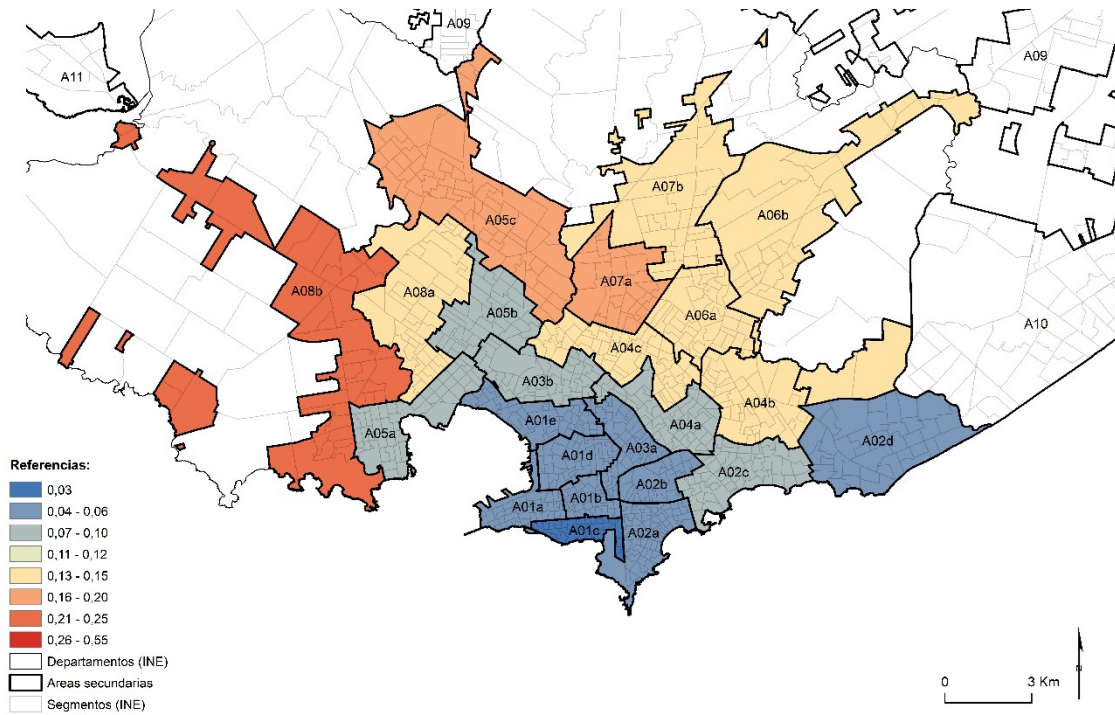 A09
A11
A09
A07b
A06b
A05c
A08b
A08a
A07a
A05b
A06a
A10
A04c
A03b
A04b
A01e
A04a
A05a
A02d
A03a
A01d
A02c
A02b
A01b
A01a
A01c
A02a
Referencias:
0,03
0,04 - 0,06
0,07 - 0,10
0,11 - 0,12
0,13 - 0,15
0,16 - 0,20
0,21 - 0,25
0,26 - 0,55
Departamentos (INE)
Areas secundarias
Segmentos (INE)
N
0 3 Km